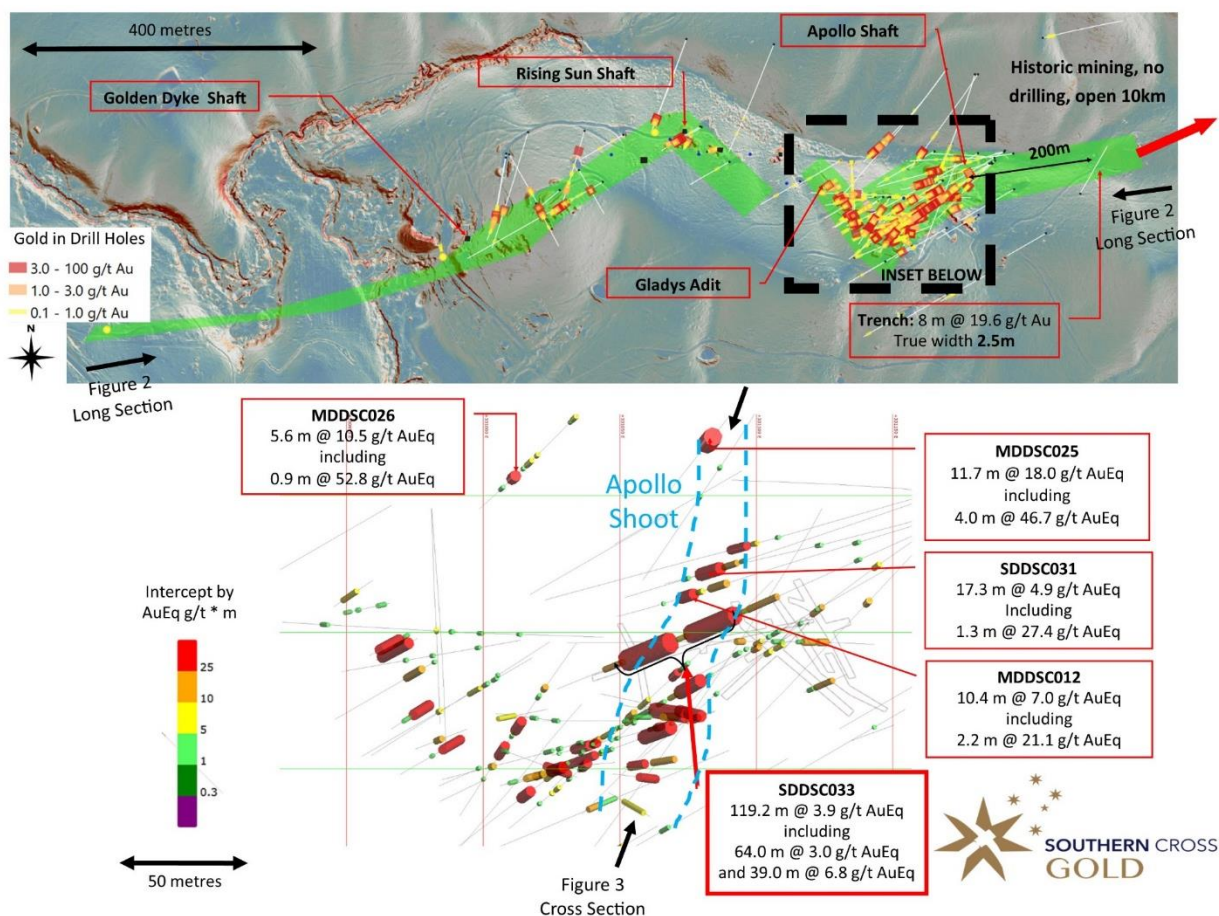 400 metres
Apollo Shaft
Rising Sun Shaft
Historic mining, no
drilling, open 10km
Golden Dyke Shaft
200m
Figure 2
Long Section
Gold in Drill Holes
3.0 - 100 g/t Au
1.0 - 3.0 g/t Au
0.1 - 1.0 g/t Au
N
Gladys Adit
INSET BELOW
Trench: 8 m @ 19.6 g/t Au
True width 2.5m
Figure 2
Long Section
MDDSC026
5.6 m @ 10.5 g/t AuEq
including
0.9 m @ 52.8 g/t AuEq
Apollo
Shoot
MDDSC025
11.7 m @ 18.0 g/t AuEq
including
4.0 m @ 46.7 g/t AuEq
SDDSC031
17.3 m @ 4.9 g/t AuEq
Including
1.3 m @ 27.4 g/t AuEq
Intercept by
AuEq g/t * m
25
10
5
1
0.3
MDDSC012
10.4 m @ 7.0 g/t AuEq
including
2.2 m @ 21.1 g/t AuEq
SDDSC033
119.2 m @ 3.9 g/t AuEq
including
64.0 m @ 3.0 g/t AuEq
and 39.0 m @ 6.8 g/t AuEq
50 metres
Figure 3
Cross Section
SOUTHERN CROSS
GOLD